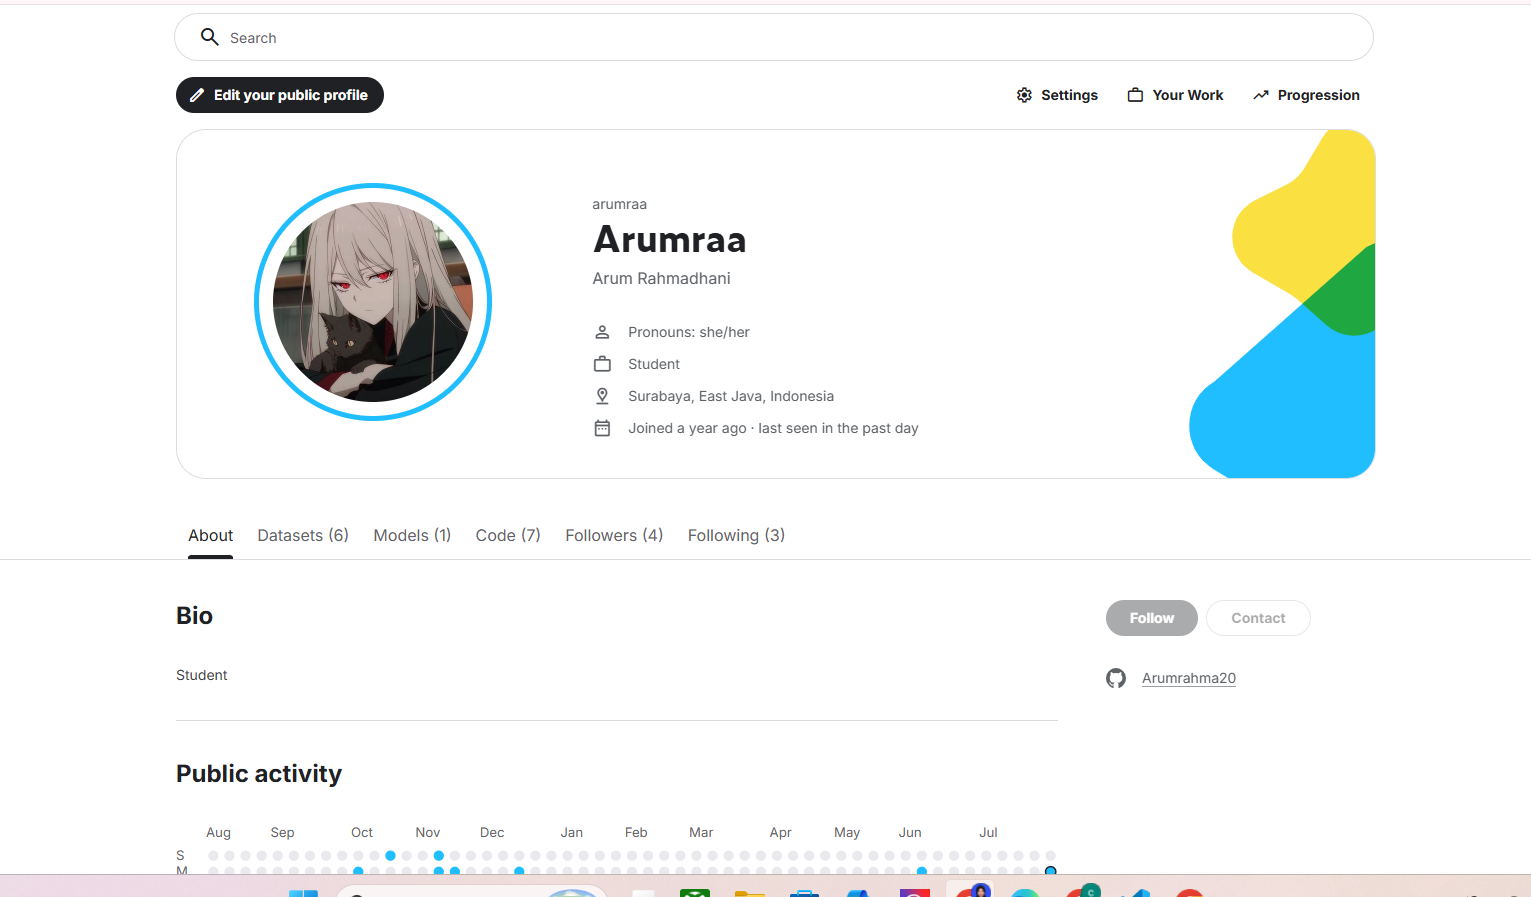 Search
Edit your public profile
Settings
Your Work
Progression
arumraa
Arumraa
Arum Rahmadhani
Pronouns: she/her
Student
Surabaya, East Java, Indonesia
Joined a year ago · last seen in the past day
About
Datasets (6)
Models (1)
Code (7)
Followers (4)
Following (3)
Bio
Follow
Contact
Student
Arumrahma20
Public activity
Aug Sep Oct Nov Dec Jan Feb Mar Apr May Jun Jul
S
M